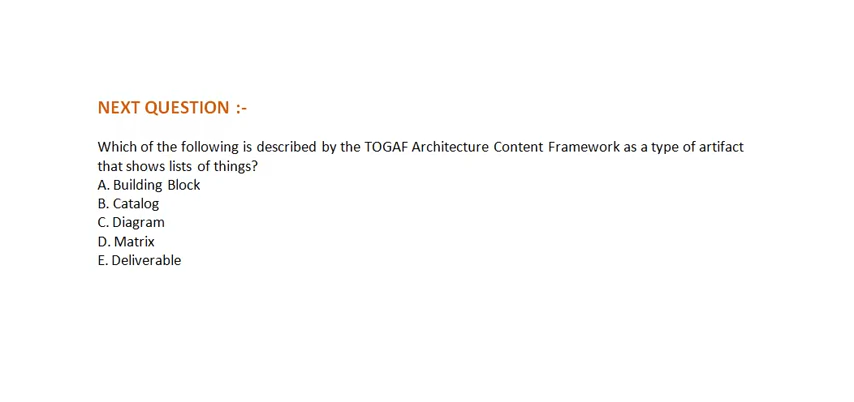 NEXT QUESTION :-
Which of the following is described by the TOGAF Architecture Content Framework as a type of artifact
that shows lists of things?
A. Building Block
B. Catalog
C. Diagram
D. Matrix
E. Deliverable